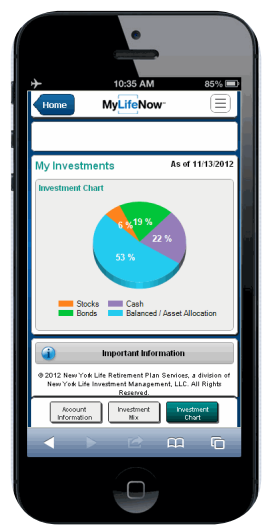 10:35 AM 85%
Home MyLifeNow™
My Investments As of 11/13/2012
Investment Chart
6 % 19 %
22 %
53 %
Stocks Cash
Bonds Balanced / Asset Allocation
Important Information
© 2012 New York Life Retirement Plan Services, a division of
New York Life Investment Management, LLC. All Rights
Reserved.
Account Information Investment Mix Investment Chart